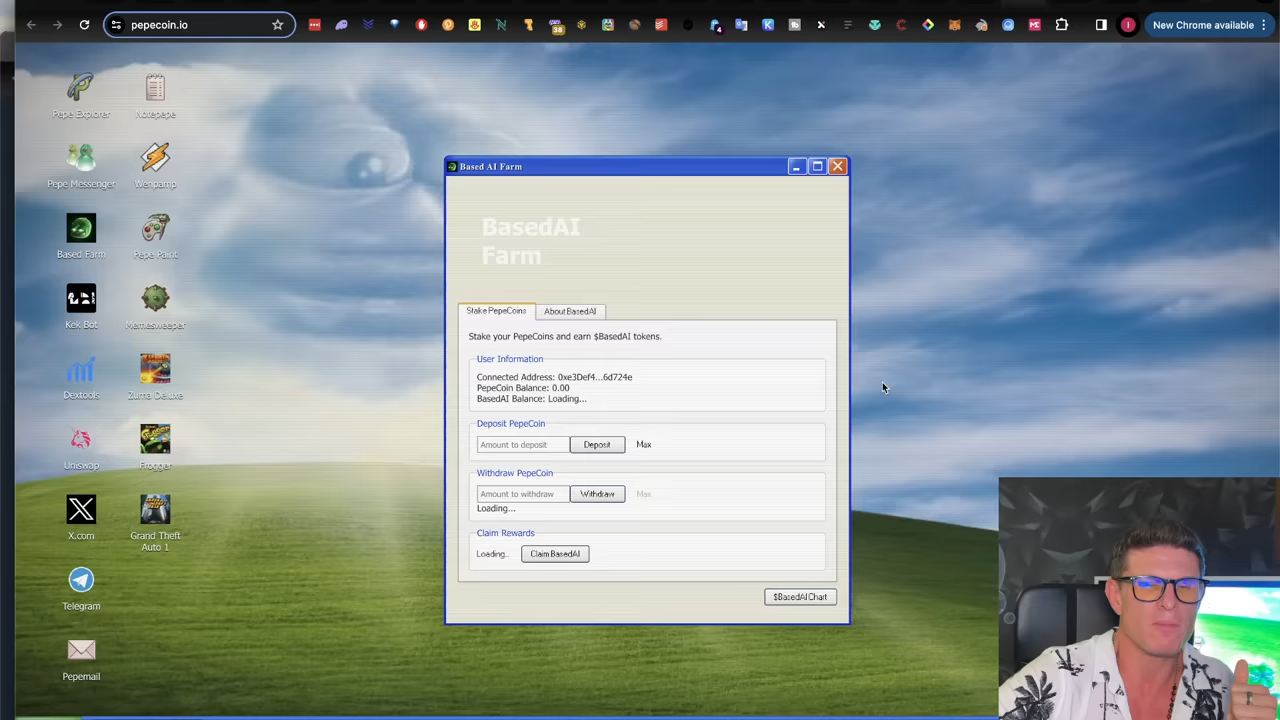 pepecoin.io
New Chrome available
38
4
Pepe Explorer
Notepepe
Pepe Messenger
Wenpamp
Based Farm
Pepe Paint
Kek Bot
Memesweeper
Dextools
Zuma Deluxe
Uniswap
Frogger
X.com
Grand Theft
Auto 1
Telegram
Pepemail
Based AI Farm
BasedAI
Farm
Stake PepeCoins
About BasedAI
Stake your PepeCoins and earn $BasedAI tokens.
User Information
Connected Address: 0xe3Def4...6d724e
PepeCoin Balance: 0.00
BasedAI Balance: Loading...
Deposit PepeCoin
Amount to deposit
Deposit
Max
Withdraw PepeCoin
Amount to withdraw
Withdraw
Max
Loading...
Claim Rewards
Loading..
Claim BasedAI
$BasedAI Chart